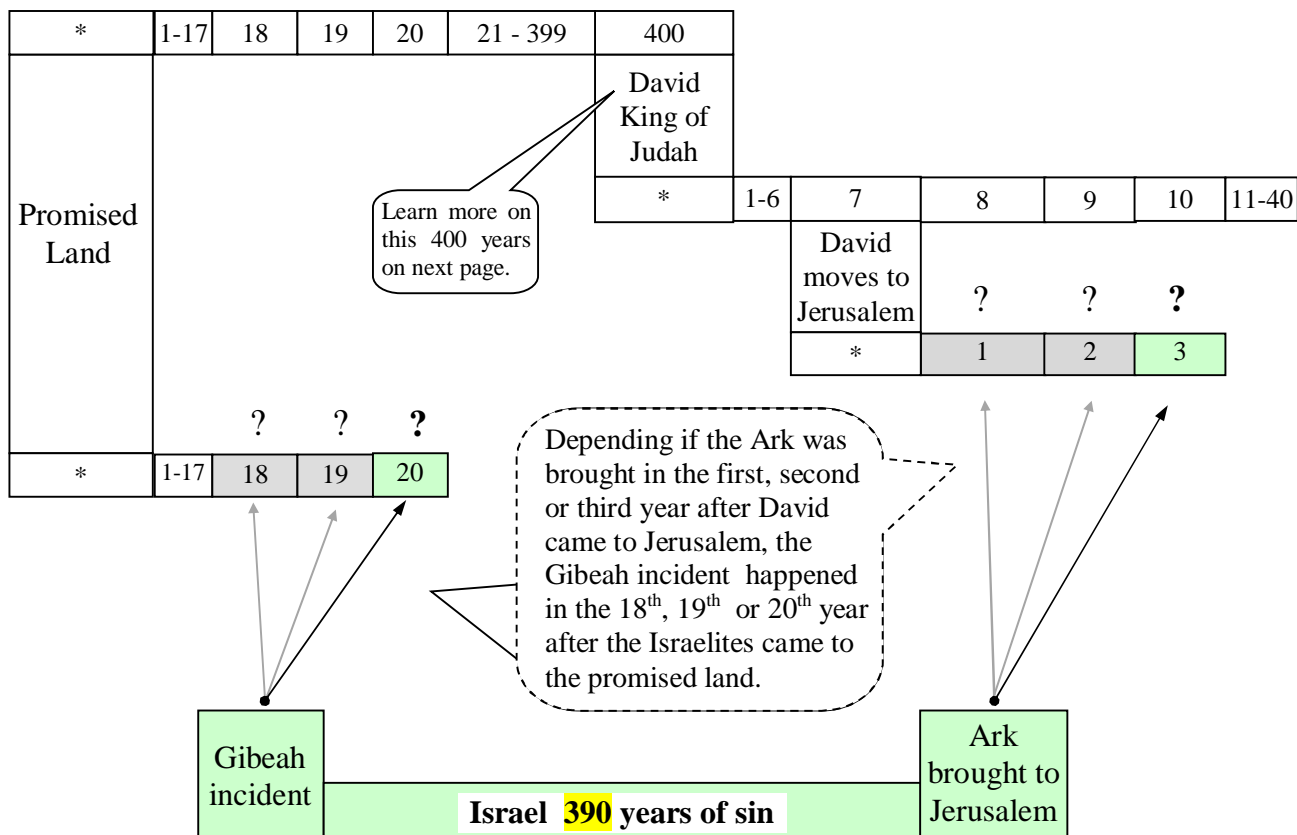 * 1-17 18 19 20 21 - 399 400
David
King of
Judah
Learn more on
this 400 years
on next page.
Promised
Land
* 1-6 7 8 9 10 11-40
David
moves to
Jerusalem
? ? ?
* 1 2 3
? ? ?
* 1-17 18 19 20
Depending if the Ark was
brought in the first, second
or third year after David
came to Jerusalem, the
Gibeah incident happened
in the 18th, 19th or 20th year
after the Israelites came to
the promised land.
Gibeah
incident
Ark
brought to
Jerusalem
Israel 390 years of sin